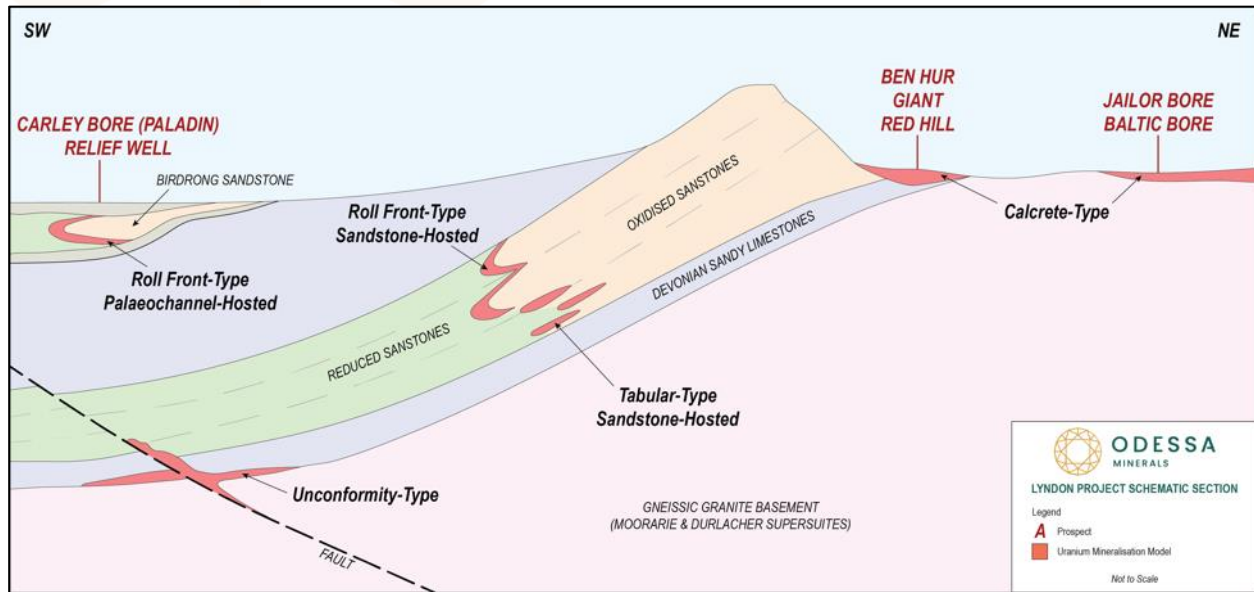 SW
NE
CARLEY BORE (PALADIN)
RELIEF WELL
BIRDRONG SANDSTONE
Roll Front-Type
Palaeochannel-Hosted
Roll Front-Type
Sandstone-Hosted
OXIDISED SANSTONES
DEVONIAN SANDY LIMESTONES
REDUCED SANSTONES
BEN HUR
GIANT
RED HILL
JAILOR BORE
BALTIC BORE
Calcrete-Type
Tabular-Type
Sandstone-Hosted
Unconformity-Type
FAULT
GNEISSIC GRANITE BASEMENT
(MOORARIE & DURLACHER SUPERSUITES)
ODESSA
MINERALS
LYNDON PROJECT SCHEMATIC SECTION
Legend
A Prospect
Uranium Mineralisation Model
Not to Scale